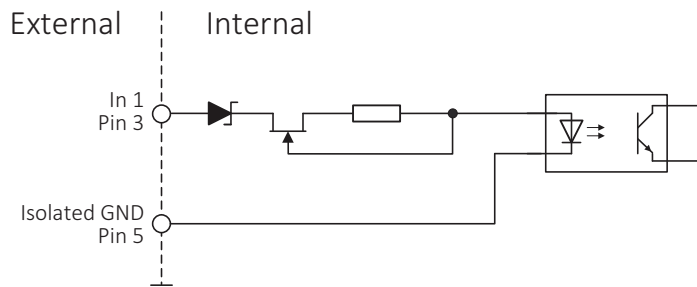 External
Internal
In 1
Pin 3
Isolated GND
Pin 5